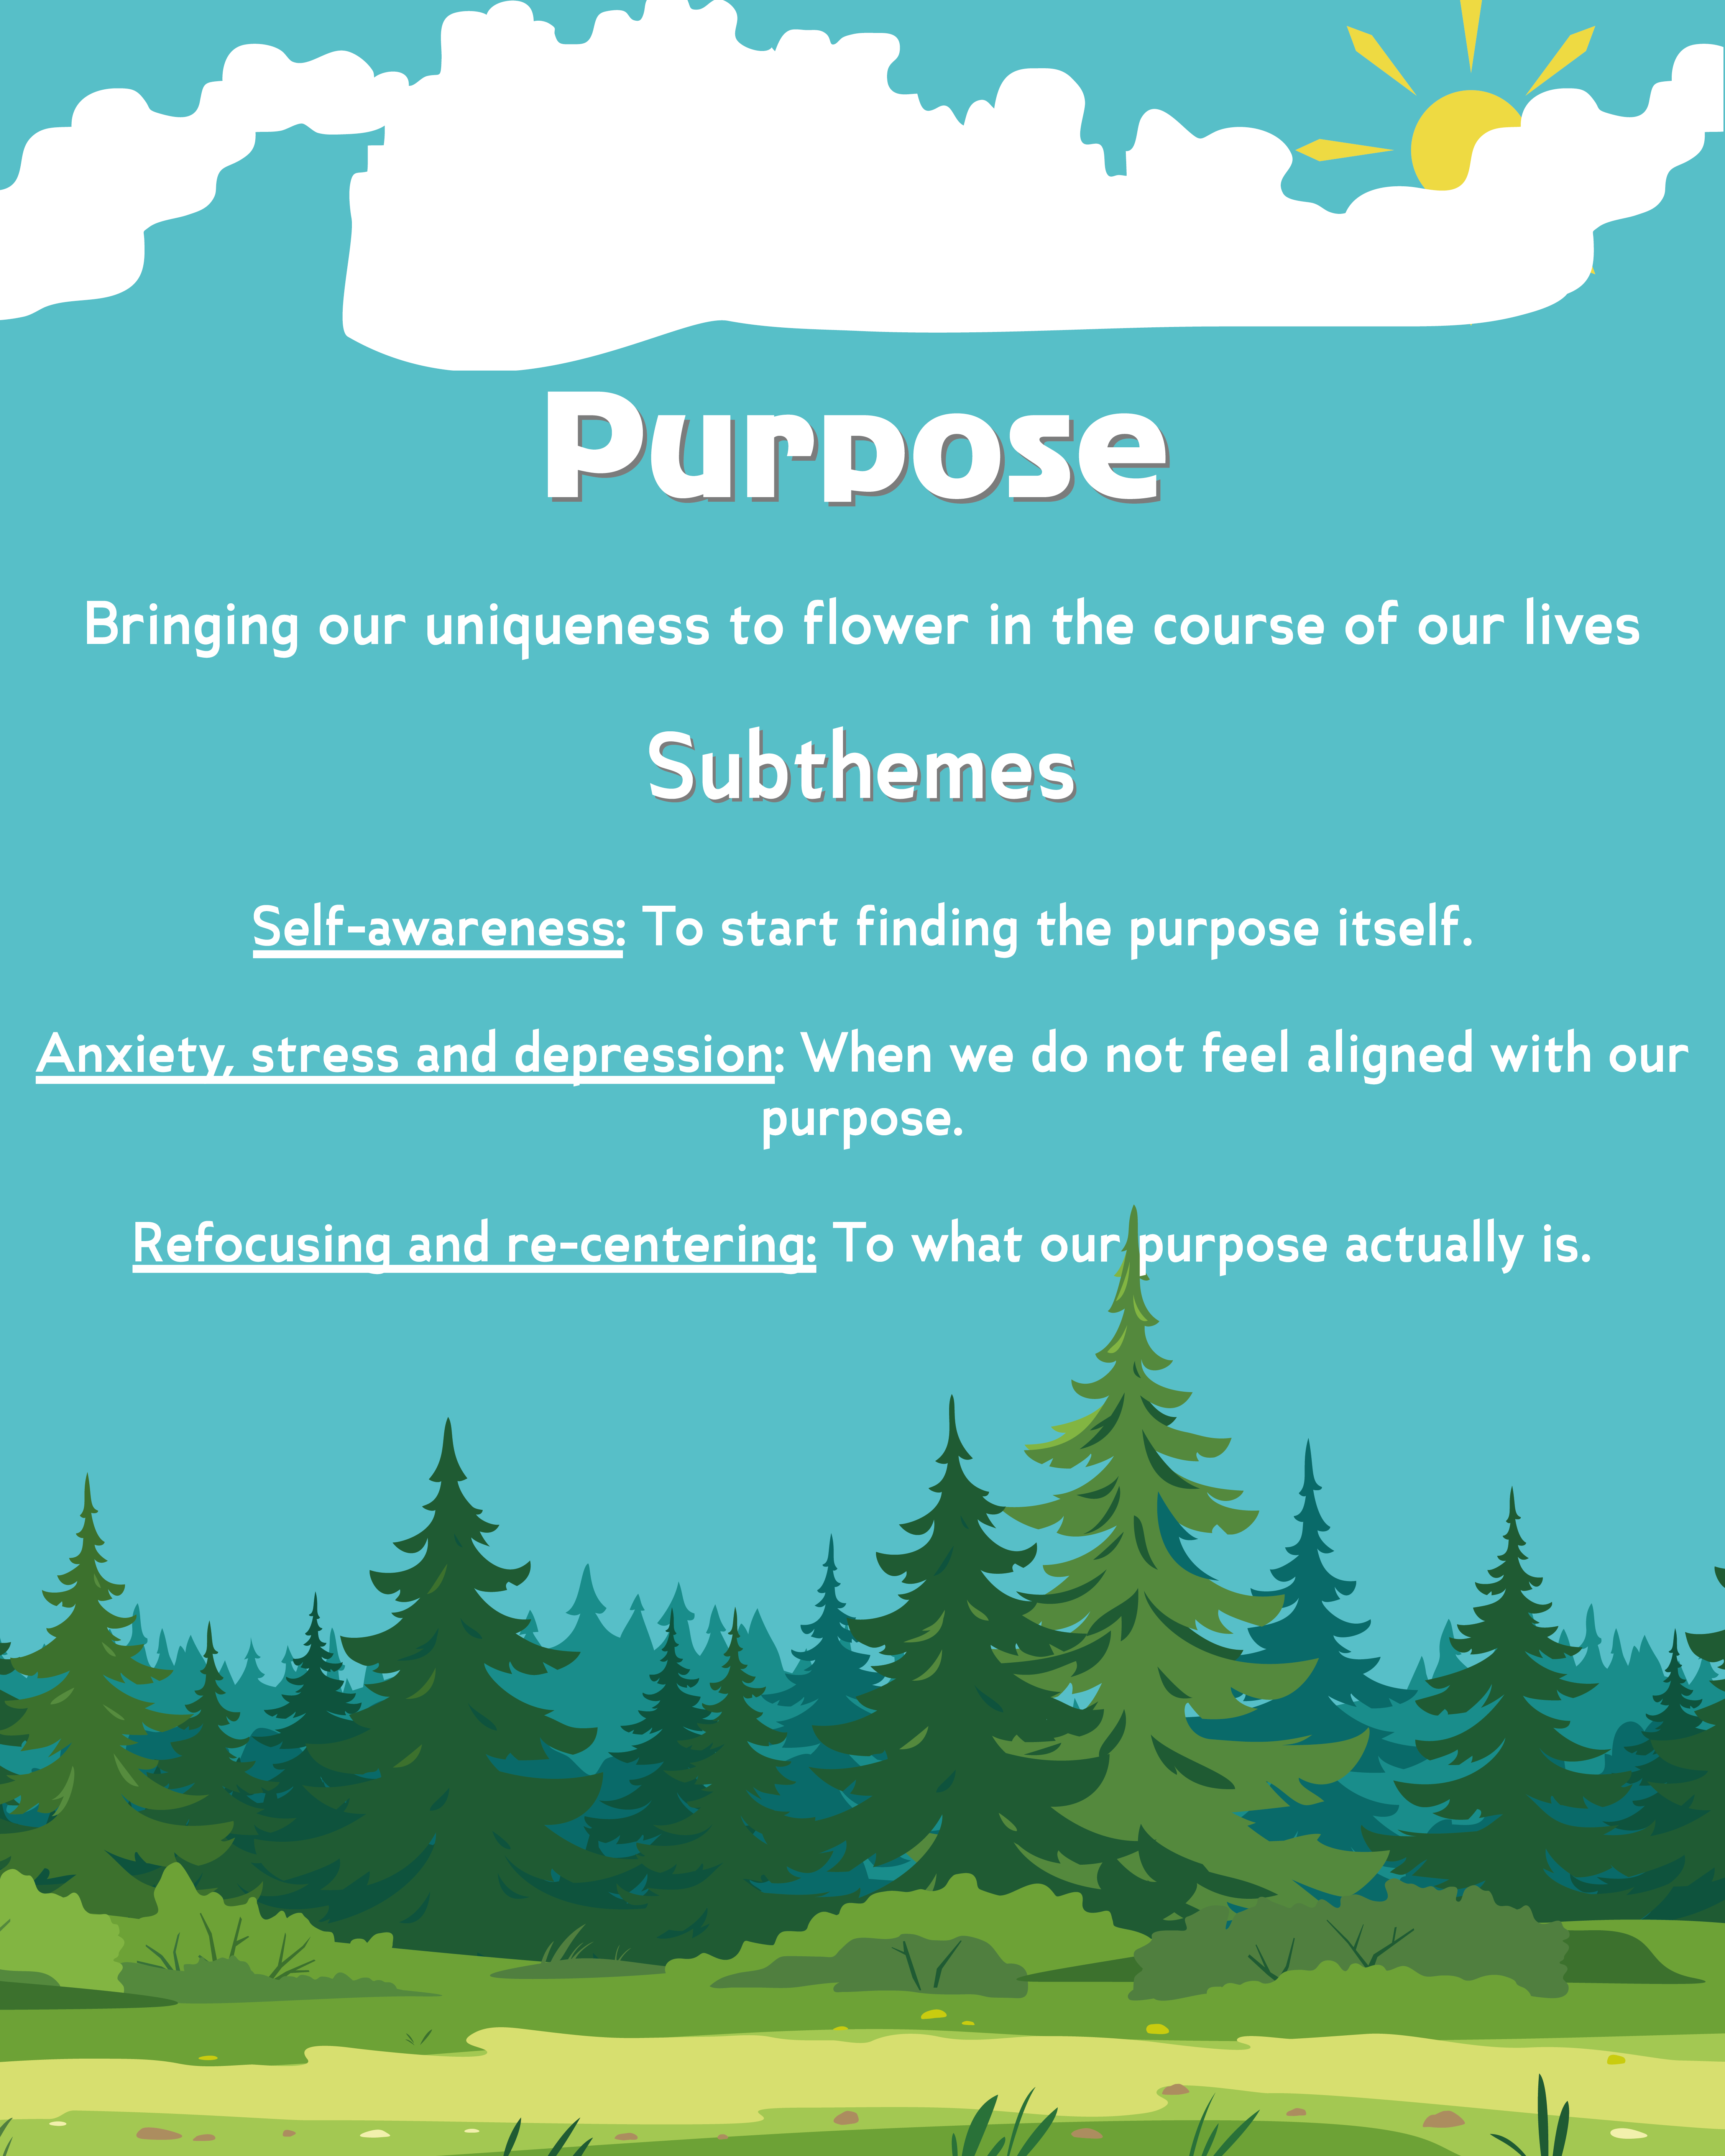 Purpose
Bringing our uniqueness to flower in the course of our lives
Subthemes
Self-awareness: To start finding the purpose itself.
Anxiety, stress and depression: When we do not feel aligned with our
purpose.
Refocusing and re-centering: To what our purpose actually is.